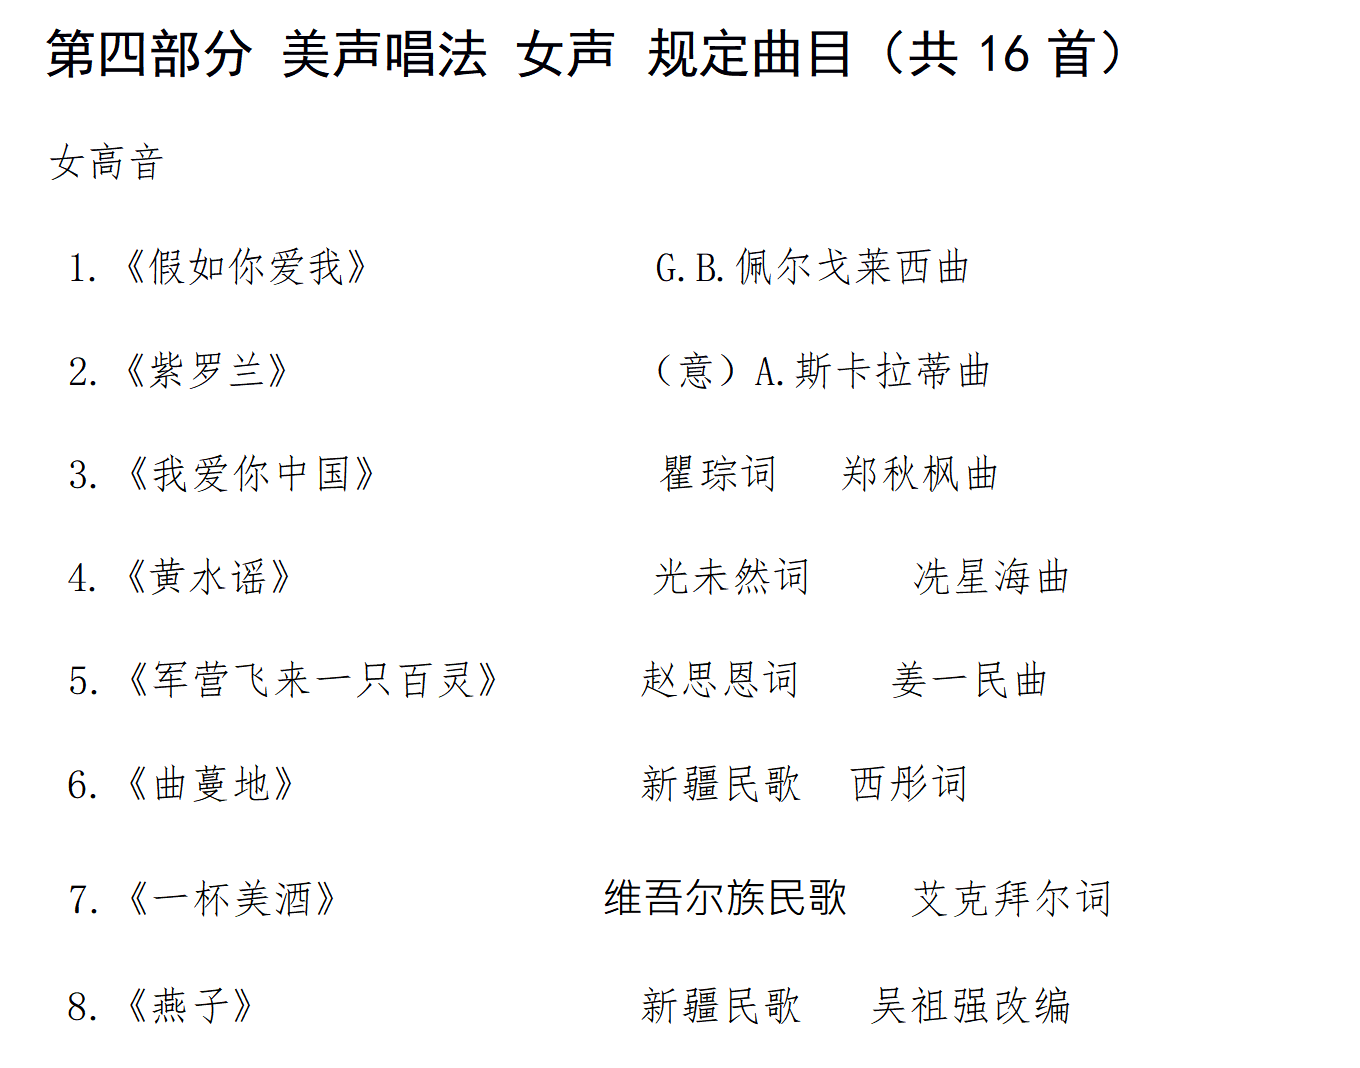 第四部分 美声唱法 女声 规定曲目（共 16 首）
女高音
1.《假如你爱我》 G.B.佩尔戈莱西曲
2.《紫罗兰》 （意）A.斯卡拉蒂曲
3.《我爱你中国》 瞿琮词 郑秋枫曲
4.《黄水谣》 光未然词 冼星海曲
5.《军营飞来一只百灵》 赵思恩词 姜一民曲
6.《曲蔓地》 新疆民歌 西彤词
7.《一杯美酒》 维吾尔族民歌 艾克拜尔词
8.《燕子》 新疆民歌 吴祖强改编